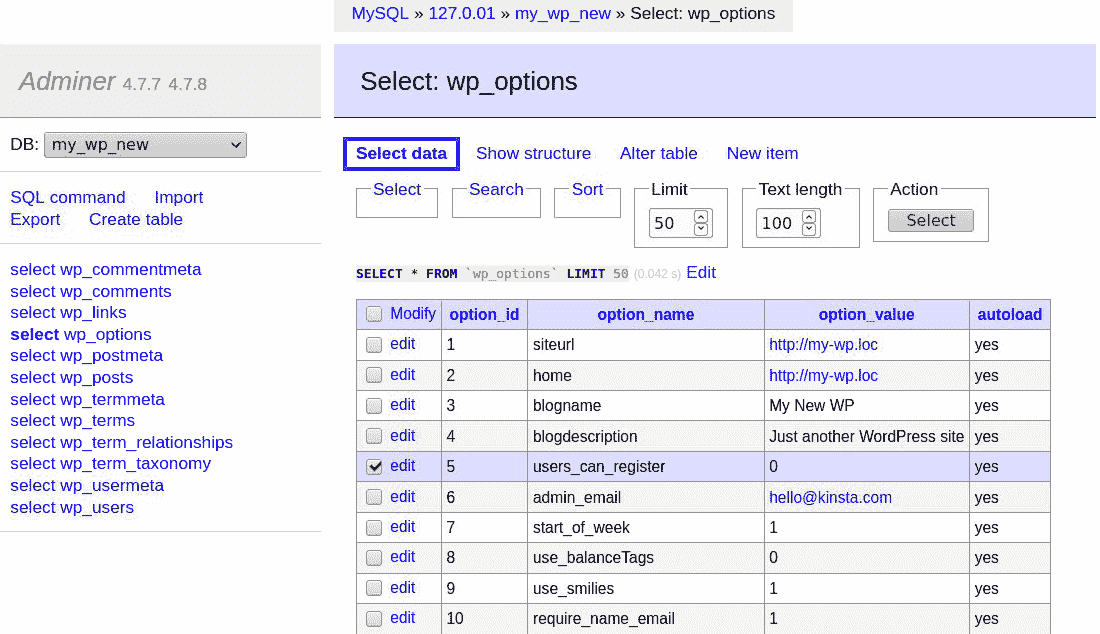 MySQL » 127.0.01 » my_wp_new » Select: wp_options
Adminer 4.7.7 4.7.8
Select: wp_options
DB: my_wp_new
SQL command Import
Export Create table
select wp_commentmeta
select wp_comments
select wp_links
select wp_options
select wp_postmeta
select wp_posts
select wp_termmeta
select wp_terms
select wp_term_relationships
select wp_term_taxonomy
select wp_usermeta
select wp_users
Select data Show structure Alter table New item
Select Search Sort Limit Text length Action
50 100 Select
SELECT * FROM `wp_options` LIMIT 50 (0.042 s) Edit
Modify option_id option_name option_value autoload
edit 1 siteurl http://my-wp.loc yes
edit 2 home http://my-wp.loc yes
edit 3 blogname My New WP yes
edit 4 blogdescription Just another WordPress site yes
edit 5 users_can_register 0 yes
edit 6 admin_email hello@kinsta.com yes
edit 7 start_of_week 1 yes
edit 8 use_balanceTags 0 yes
edit 9 use_smilies 1 yes
edit 10 require_name_email 1 yes